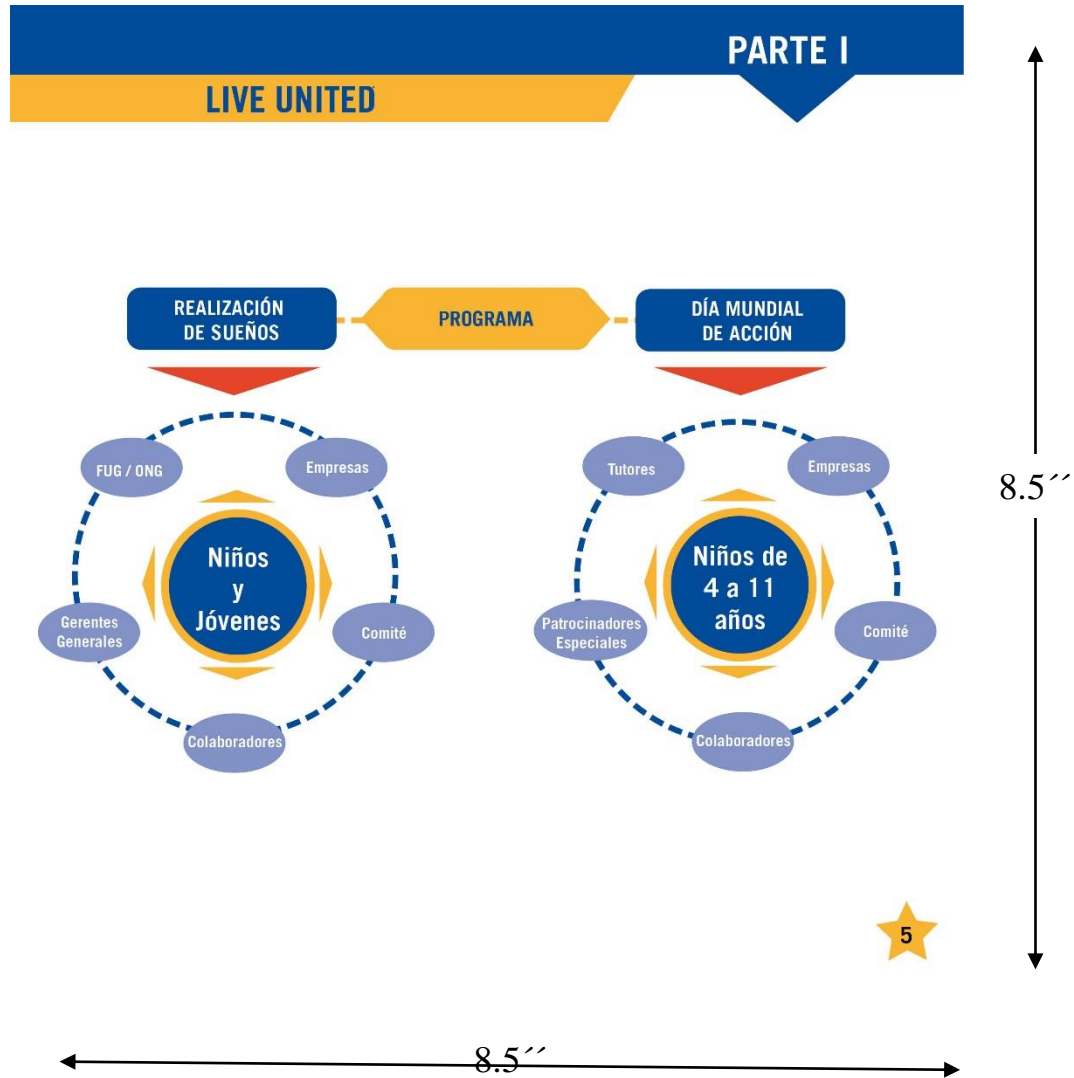 PARTE I
LIVE UNITED
REALIZACIÓN
DE SUEÑOS
PROGRAMA
DÍA MUNDIAL
DE ACCIÓN
FUG / ONG
Empresas
Niños
y
Jóvenes
Gerentes
Generales
Comité
Colaboradores
Tutores
Empresas
Niños de
4 a 11
años
Patrocinadores
Especiales
Comité
Colaboradores
5
8.5´´
8.5´´